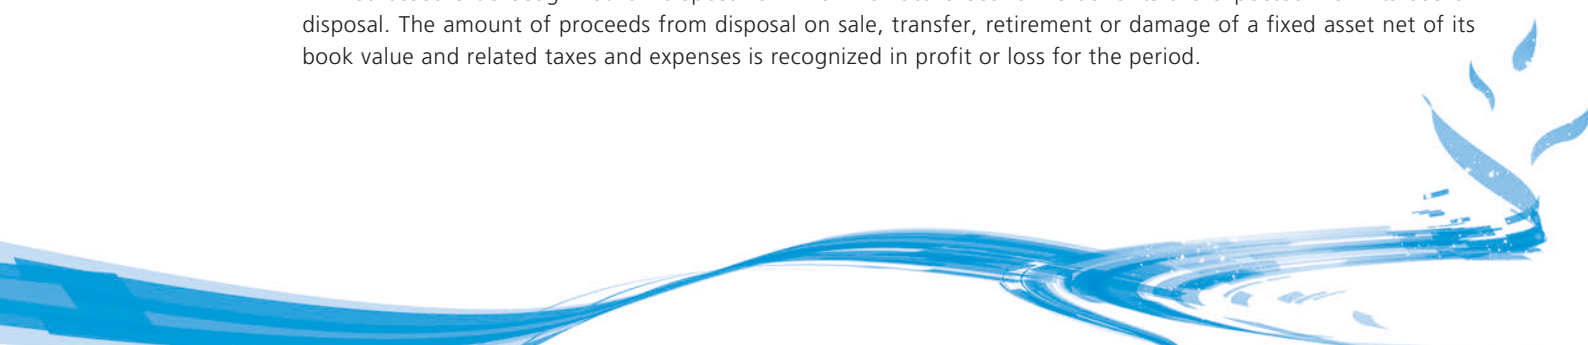 disposal. The amount of proceeds from disposal on sale, transfer, retirement or damage of a fixed asset net of its
book value and related taxes and expenses is recognized in profit or loss for the period.